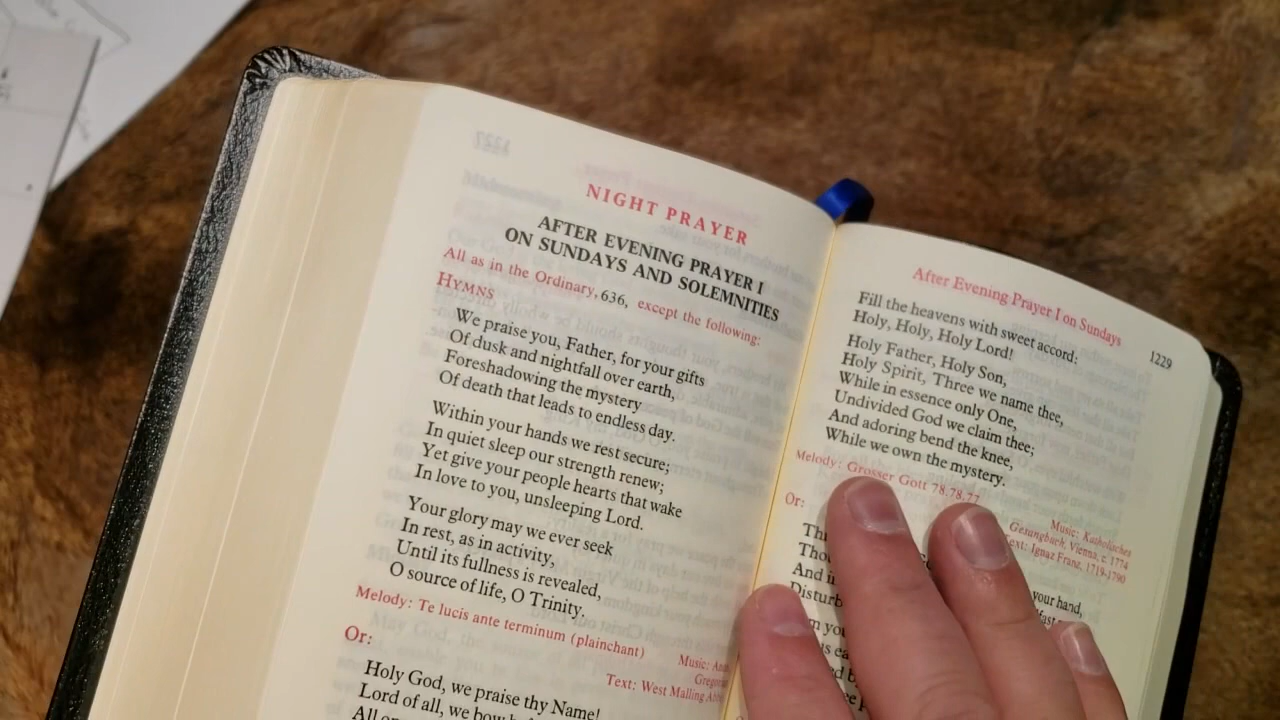 NIGHT PRAYER
AFTER EVENING PRAYER I
ON SUNDAYS AND SOLEMNITIES
All as in the Ordinary, 636, except the following:
HYMNS
We praise you, Father, for your gifts
Of dusk and nightfall over earth,
Foreshadowing the mystery
Of death that leads to endless day.
Within your hands we rest secure;
In quiet sleep our strength renew;
Yet give your people hearts that wake
In love to you, unsleeping Lord.
Your glory may we ever seek
In rest, as in activity,
Until its fullness is revealed,
O source of life, O Trinity.
Melody: Te lucis ante terminum (plainchant)
Music:
Text: West Malling
Or:
Holy God, we praise thy Name!
Lord of all, we bow
After Evening Prayer I on Sundays
1229
Fill the heavens with sweet accord:
Holy, Holy, Holy Lord!
Holy Father, Holy Son,
Holy Spirit, Three we name thee,
While in essence only One,
Undivided God we claim thee;
And adoring bend the knee,
While we own the mystery.
Melody: Grosser Gott 78.78.77
Music: Katholisches
Gesangbuch, Vienna, c. 1774
Text: Ignaz Franz, 1719-1790
Or:
And
your hand,